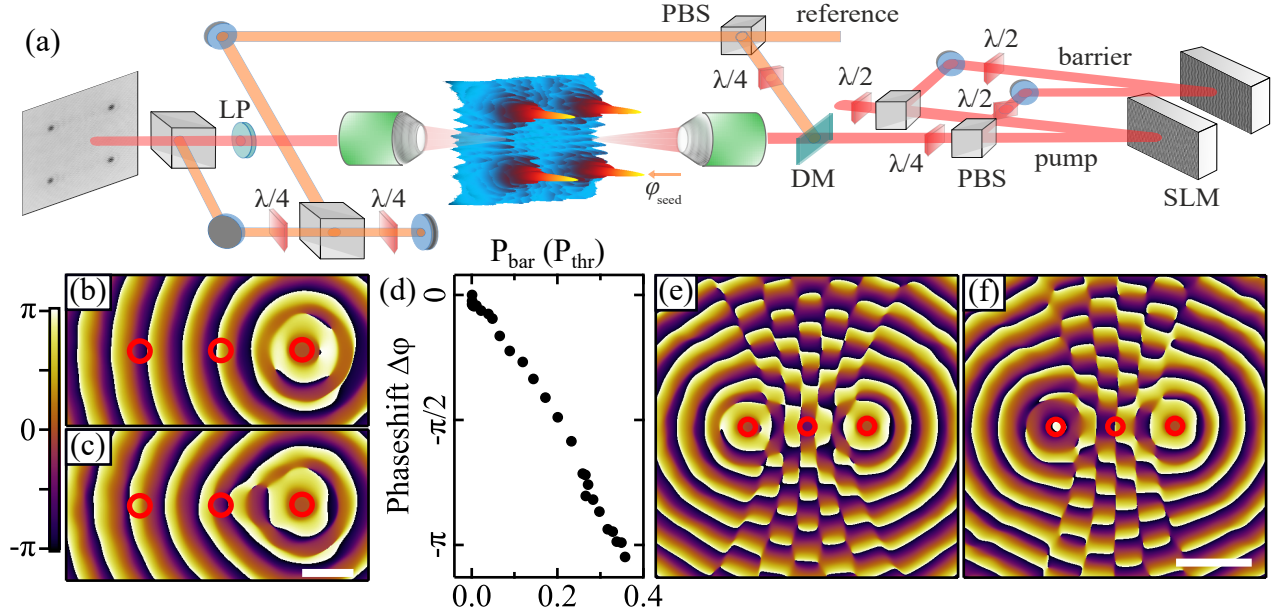 (a)
PBS
reference
λ/4
λ/2
λ/2
barrier
LP
λ/2
DM
λ/4
PBS
pump
SLM
φseed
λ/4
λ/4
Pbar (Pthr)
(b)
(c)
π
0
-π
(d)
Phaseshift Δφ
0
-π/2
-π
0.0
0.2
0.4
(e)
(f)